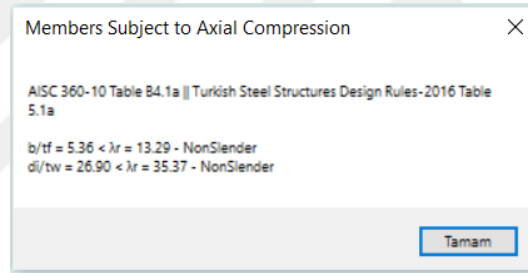 Members Subject to Axial Compression
AISC 360-10 Table B4.1a || Turkish Steel Structures Design Rules-2016 Table
5.1a
b/tf = 5.36 < λr = 13.29 - NonSlender
di/tw = 26.90 < λr = 35.37 - NonSlender
Tamam